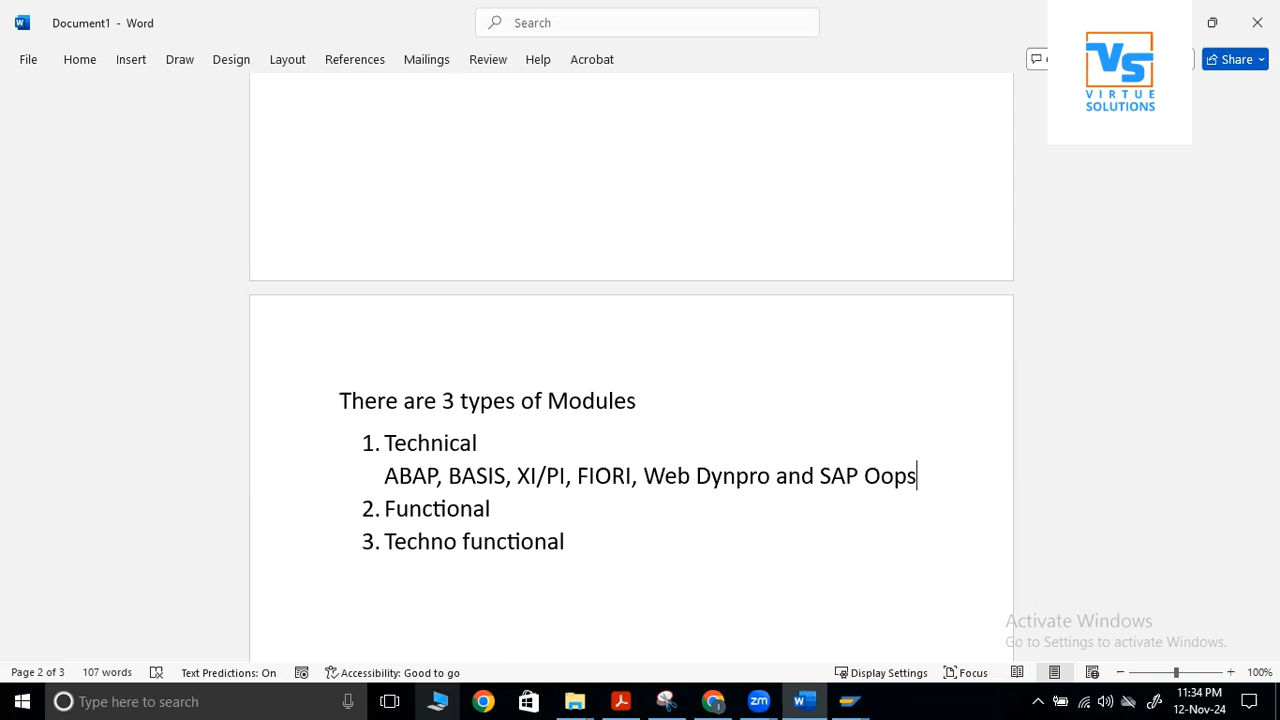 Document1 - Word
Search
File Home Insert Draw Design Layout References Mailings Review Help Acrobat
Share
VS
VIRTUE
SOLUTIONS
There are 3 types of Modules
1. Technical
ABAP, BASIS, XI/PI, FIORI, Web Dynpro and SAP Oops
2. Functional
3. Techno functional
Activate Windows
Go to Settings to activate Windows.
Page 2 of 3 107 words Text Predictions: On Accessibility: Good to go Display Settings Focus 100%
Type here to search
zm
11:34 PM
12-Nov-24